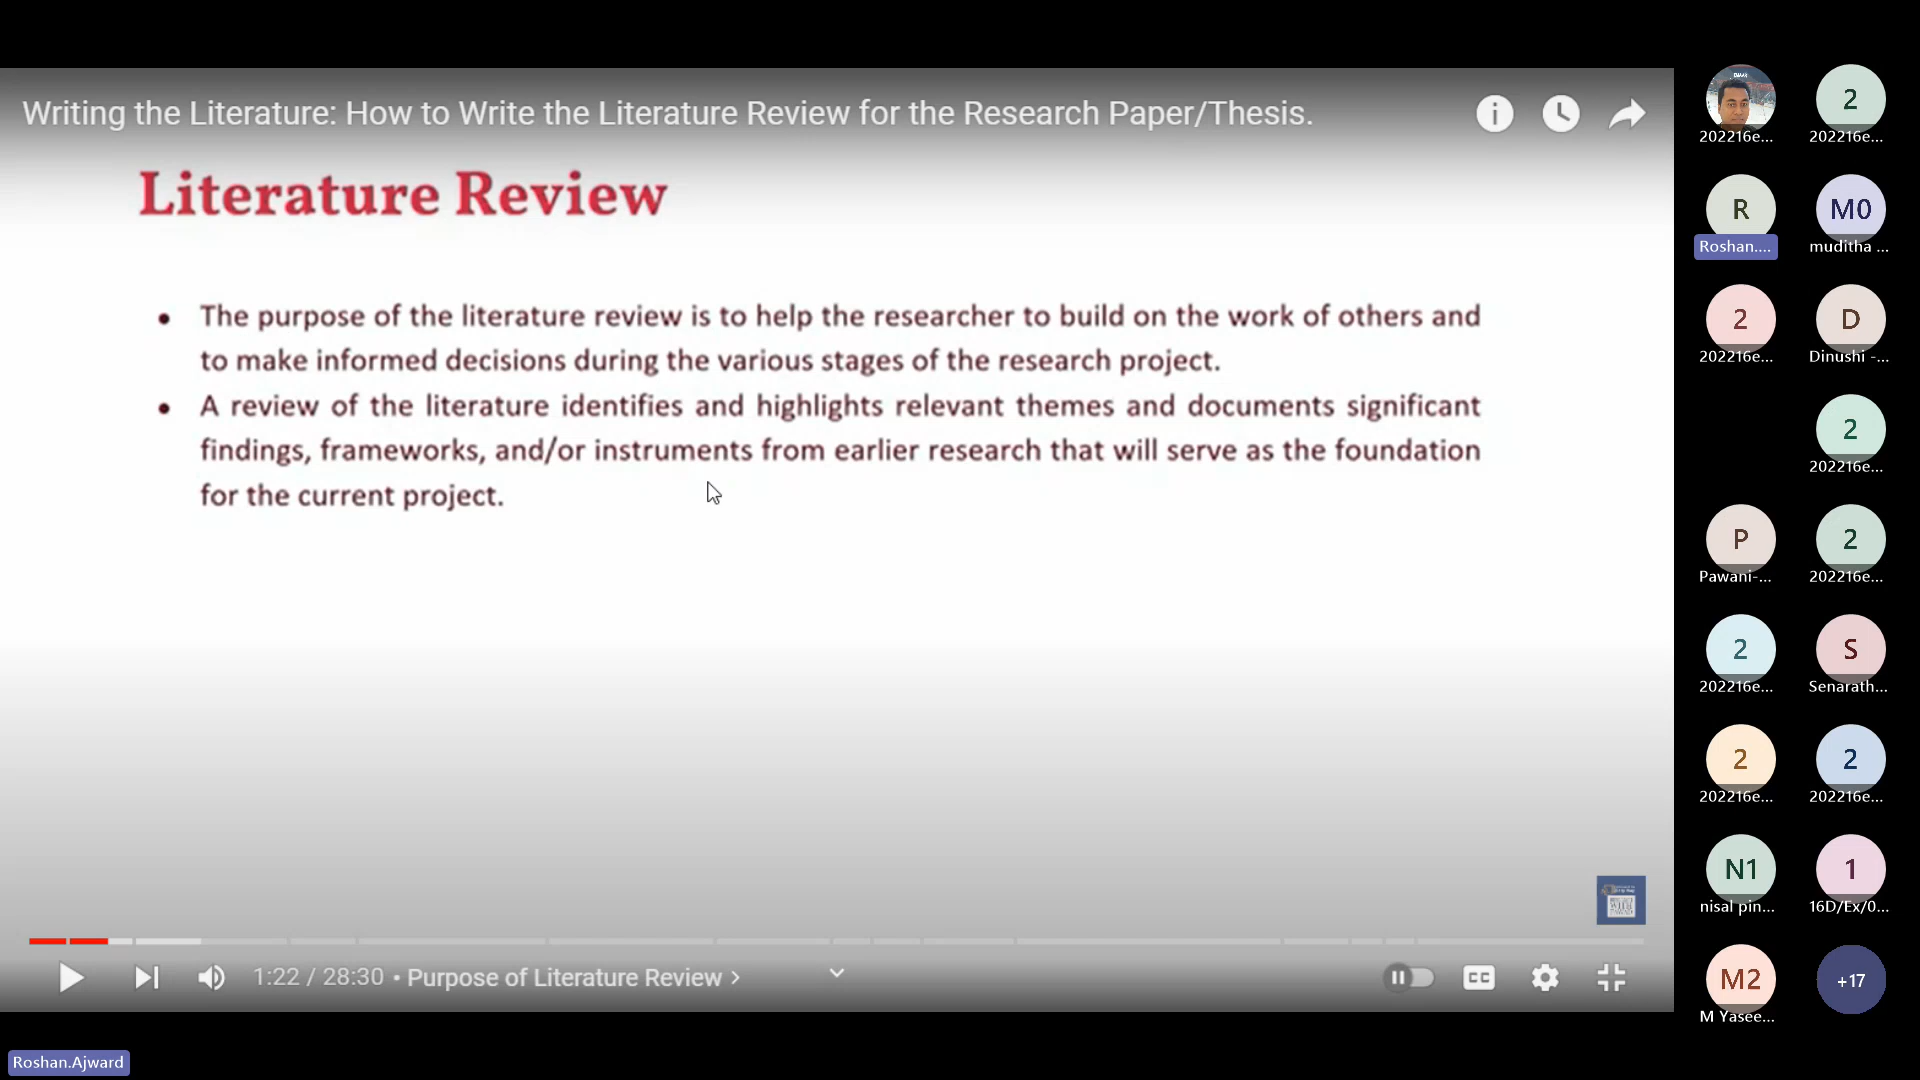 Writing the Literature: How to Write the Literature Review for the Research Paper/Thesis.
Literature Review
• The purpose of the literature review is to help the researcher to build on the work of others and
to make informed decisions during the various stages of the research project.
• A review of the literature identifies and highlights relevant themes and documents significant
findings, frameworks, and/or instruments from earlier research that will serve as the foundation
for the current project.
1:22 / 28:30 • Purpose of Literature Review
CC
Roshan.Ajward
202216e...
2
202216e...
R
Roshan....
M0
muditha ...
2
202216e...
D
Dinushi -...
2
202216e...
P
Pawani-...
2
202216e...
2
202216e...
S
Senarath...
2
202216e...
2
202216e...
N1
nisal pin...
1
16D/Ex/0...
M2
M Yasee...
+17